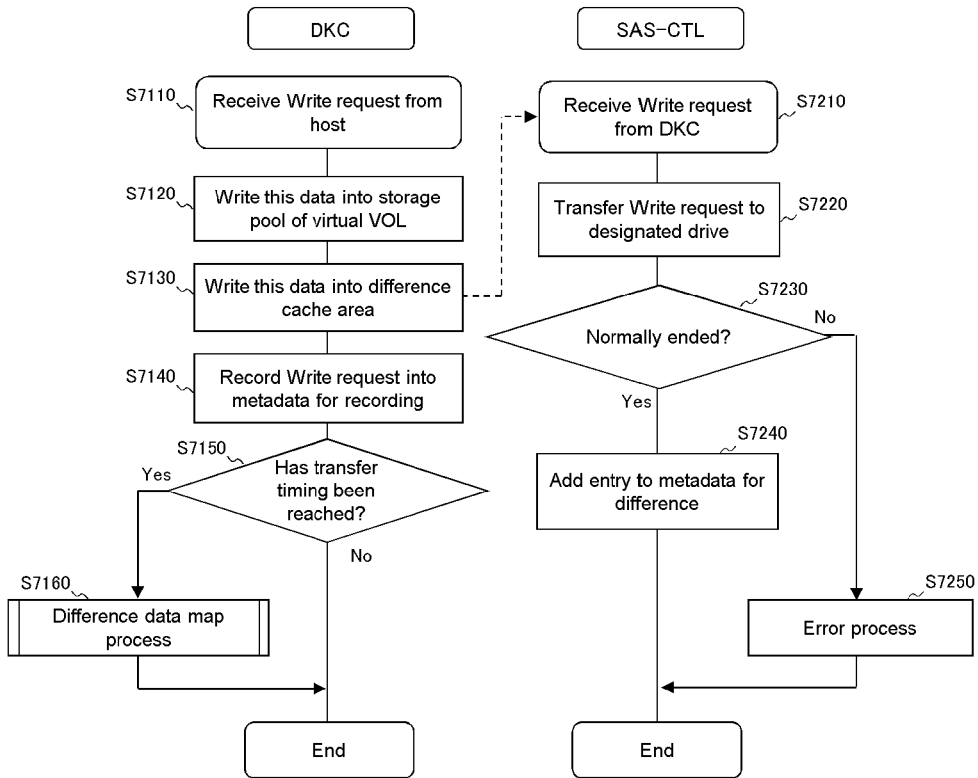 DKC
SAS-CTL
S7110
Receive Write request from
host
S7210
Receive Write request
from DKC
S7120
Write this data into storage
pool of virtual VOL
S7220
Transfer Write request to
designated drive
S7130
Write this data into difference
cache area
S7230
Normally ended?
No
Yes
S7140
Record Write request into
metadata for recording
S7150
Has transfer
timing been
reached?
Yes
No
S7240
Add entry to metadata for
difference
S7160
Difference data map
process
S7250
Error process
End
End